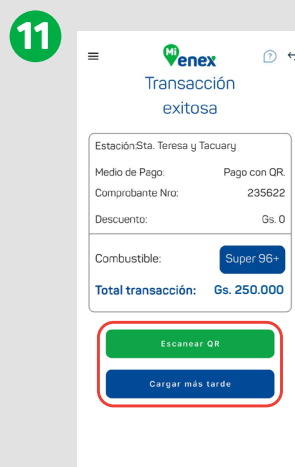 11
Mi
enex
?
Transacción
exitosa
Estación:Sta. Teresa y Tacuary
Medio de Pago: Pago con QR.
Comprobante Nro: 235622
Descuento: Gs. 0
Combustible: Super 96+
Total transacción: Gs. 250.000
Escanear QR
Cargar más tarde